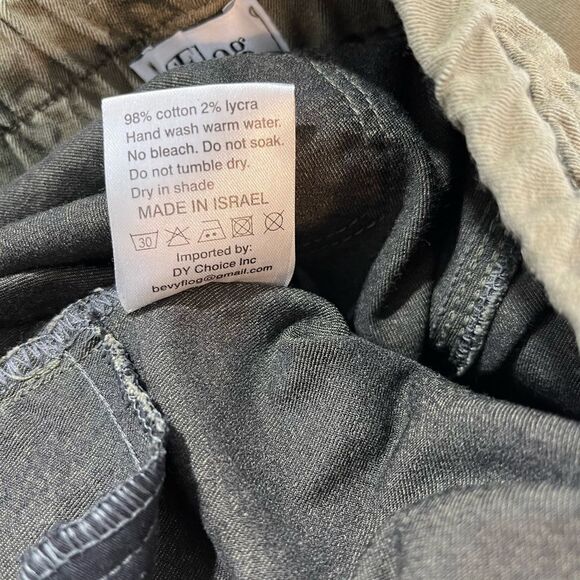 Flog
98% cotton 2% lycra
Hand wash warm water.
No bleach. Do not soak.
Do not tumble dry.
Dry in shade
MADE IN ISRAEL
30
Imported by:
DY Choice Inc
bevyflog@gmail.com